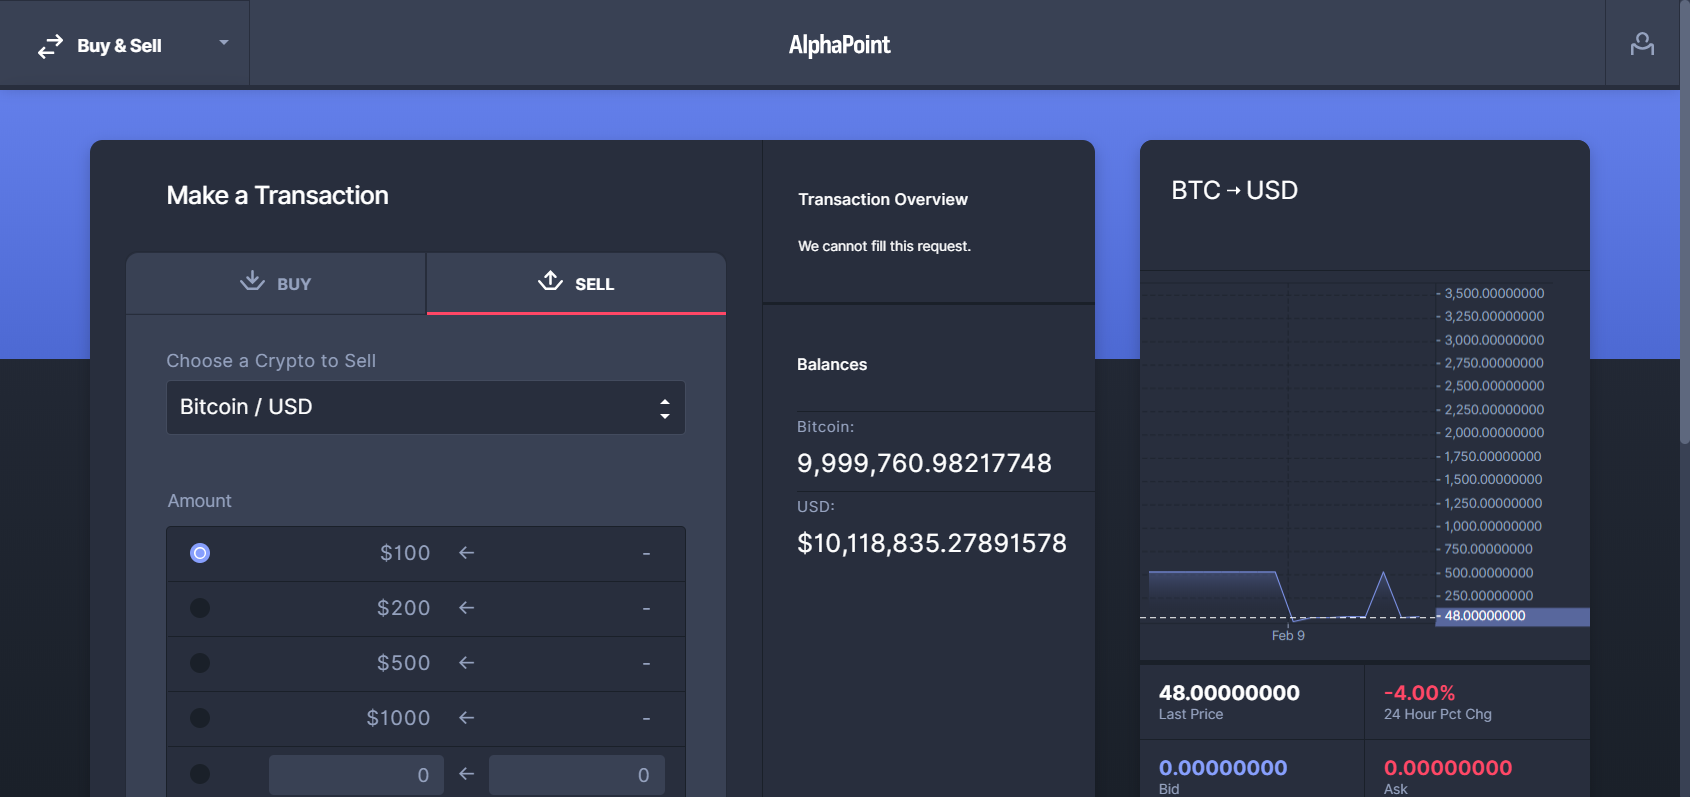 Buy & Sell
AlphaPoint
Make a Transaction
BUY
SELL
Choose a Crypto to Sell
Bitcoin / USD
Amount
$100 ← -
$200 ← -
$500 ← -
$1000 ← -
0 ← 0
Transaction Overview
We cannot fill this request.
Balances
Bitcoin:
9,999,760.98217748
USD:
$10,118,835.27891578
BTC → USD
3,500.00000000
3,250.00000000
3,000.00000000
2,750.00000000
2,500.00000000
2,250.00000000
2,000.00000000
1,750.00000000
1,500.00000000
1,250.00000000
1,000.00000000
750.00000000
500.00000000
250.00000000
48.00000000
Feb 9
48.00000000
Last Price
-4.00%
24 Hour Pct Chg
0.00000000
Bid
0.00000000
Ask